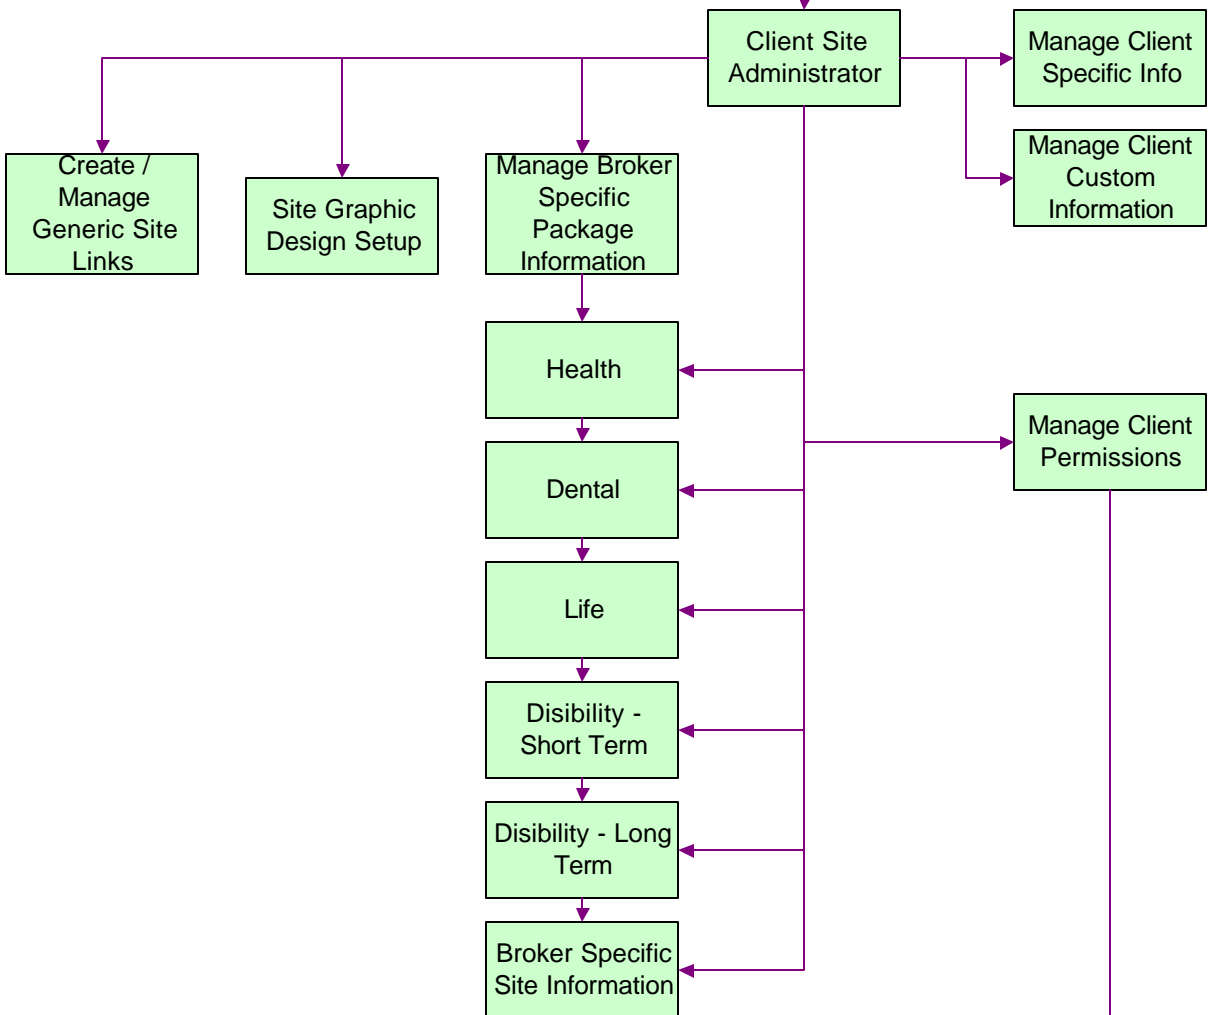 Client Site
Administrator
Manage Client
Specific Info
Manage Client
Custom
Information
Create /
Manage
Generic Site
Links
Site Graphic
Design Setup
Manage Broker
Specific
Package
Information
Health
Manage Client
Permissions
Dental
Life
Disibility -
Short Term
Disibility - Long
Term
Broker Specific
Site Information